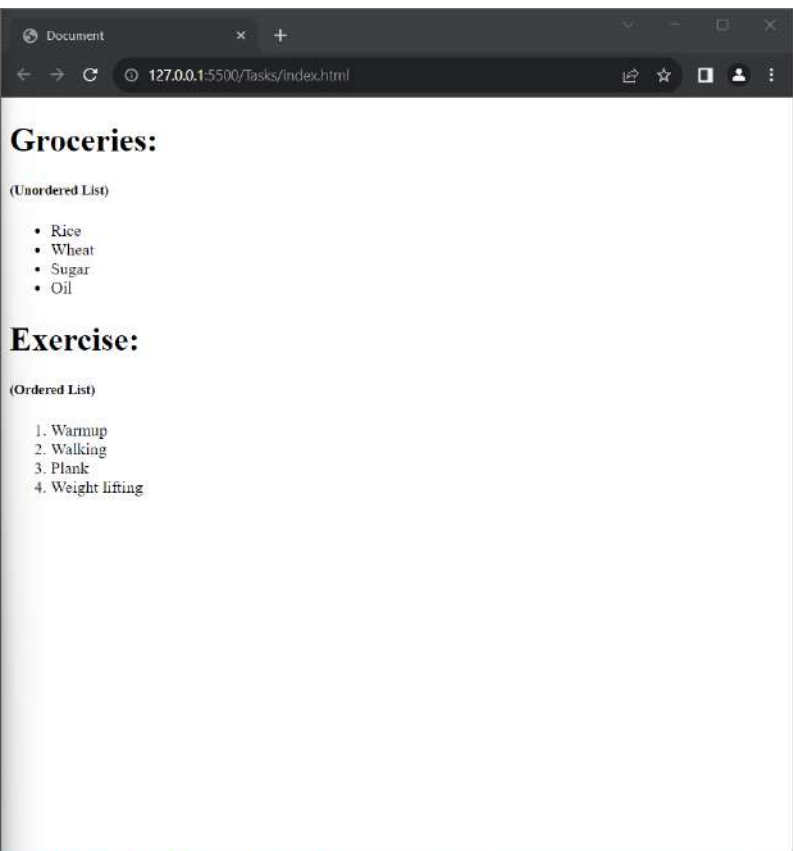 Document
127.0.0.1:5500/Tasks/index.html
Groceries:
(Unordered List)
• Rice
• Wheat
• Sugar
• Oil
Exercise:
(Ordered List)
1. Warmup
2. Walking
3. Plank
4. Weight lifting